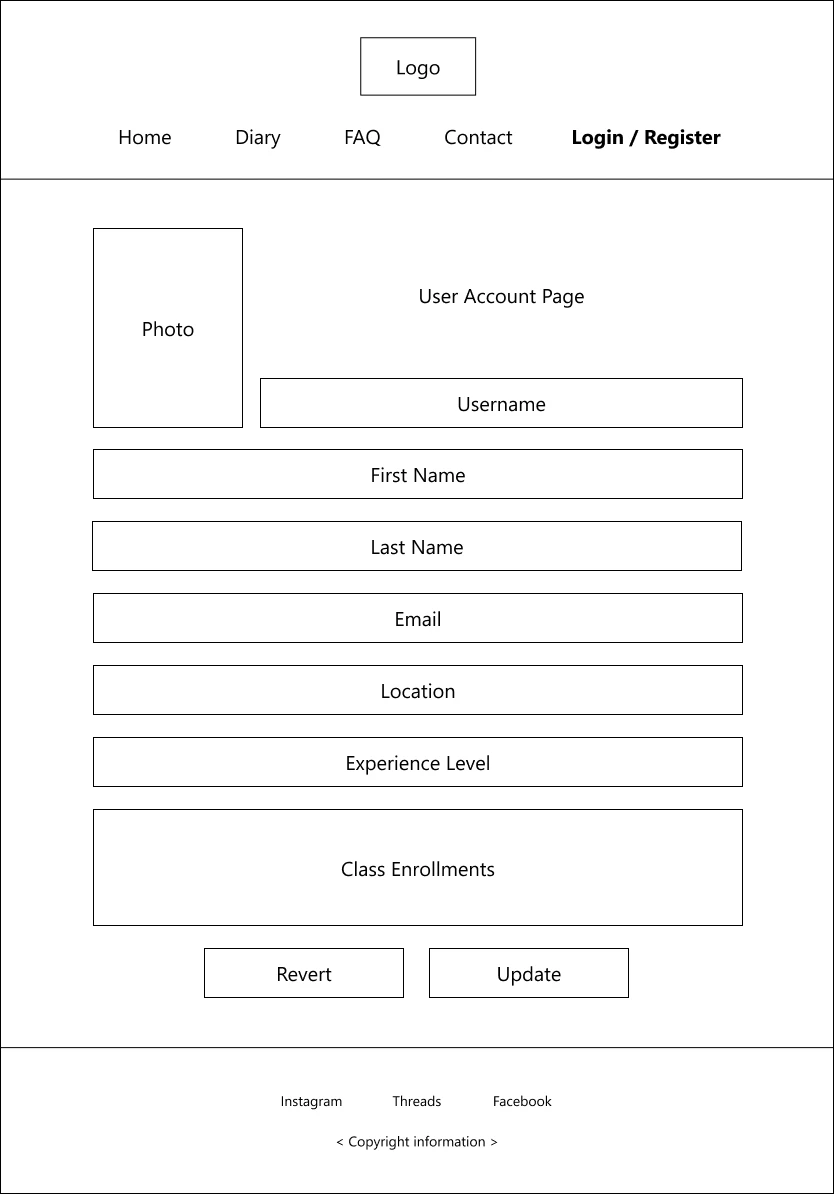 Logo
Home Diary FAQ Contact Login / Register
User Account Page
Photo
Username
First Name
Last Name
Email
Location
Experience Level
Class Enrollments
Revert Update
Instagram Threads Facebook
< Copyright information >